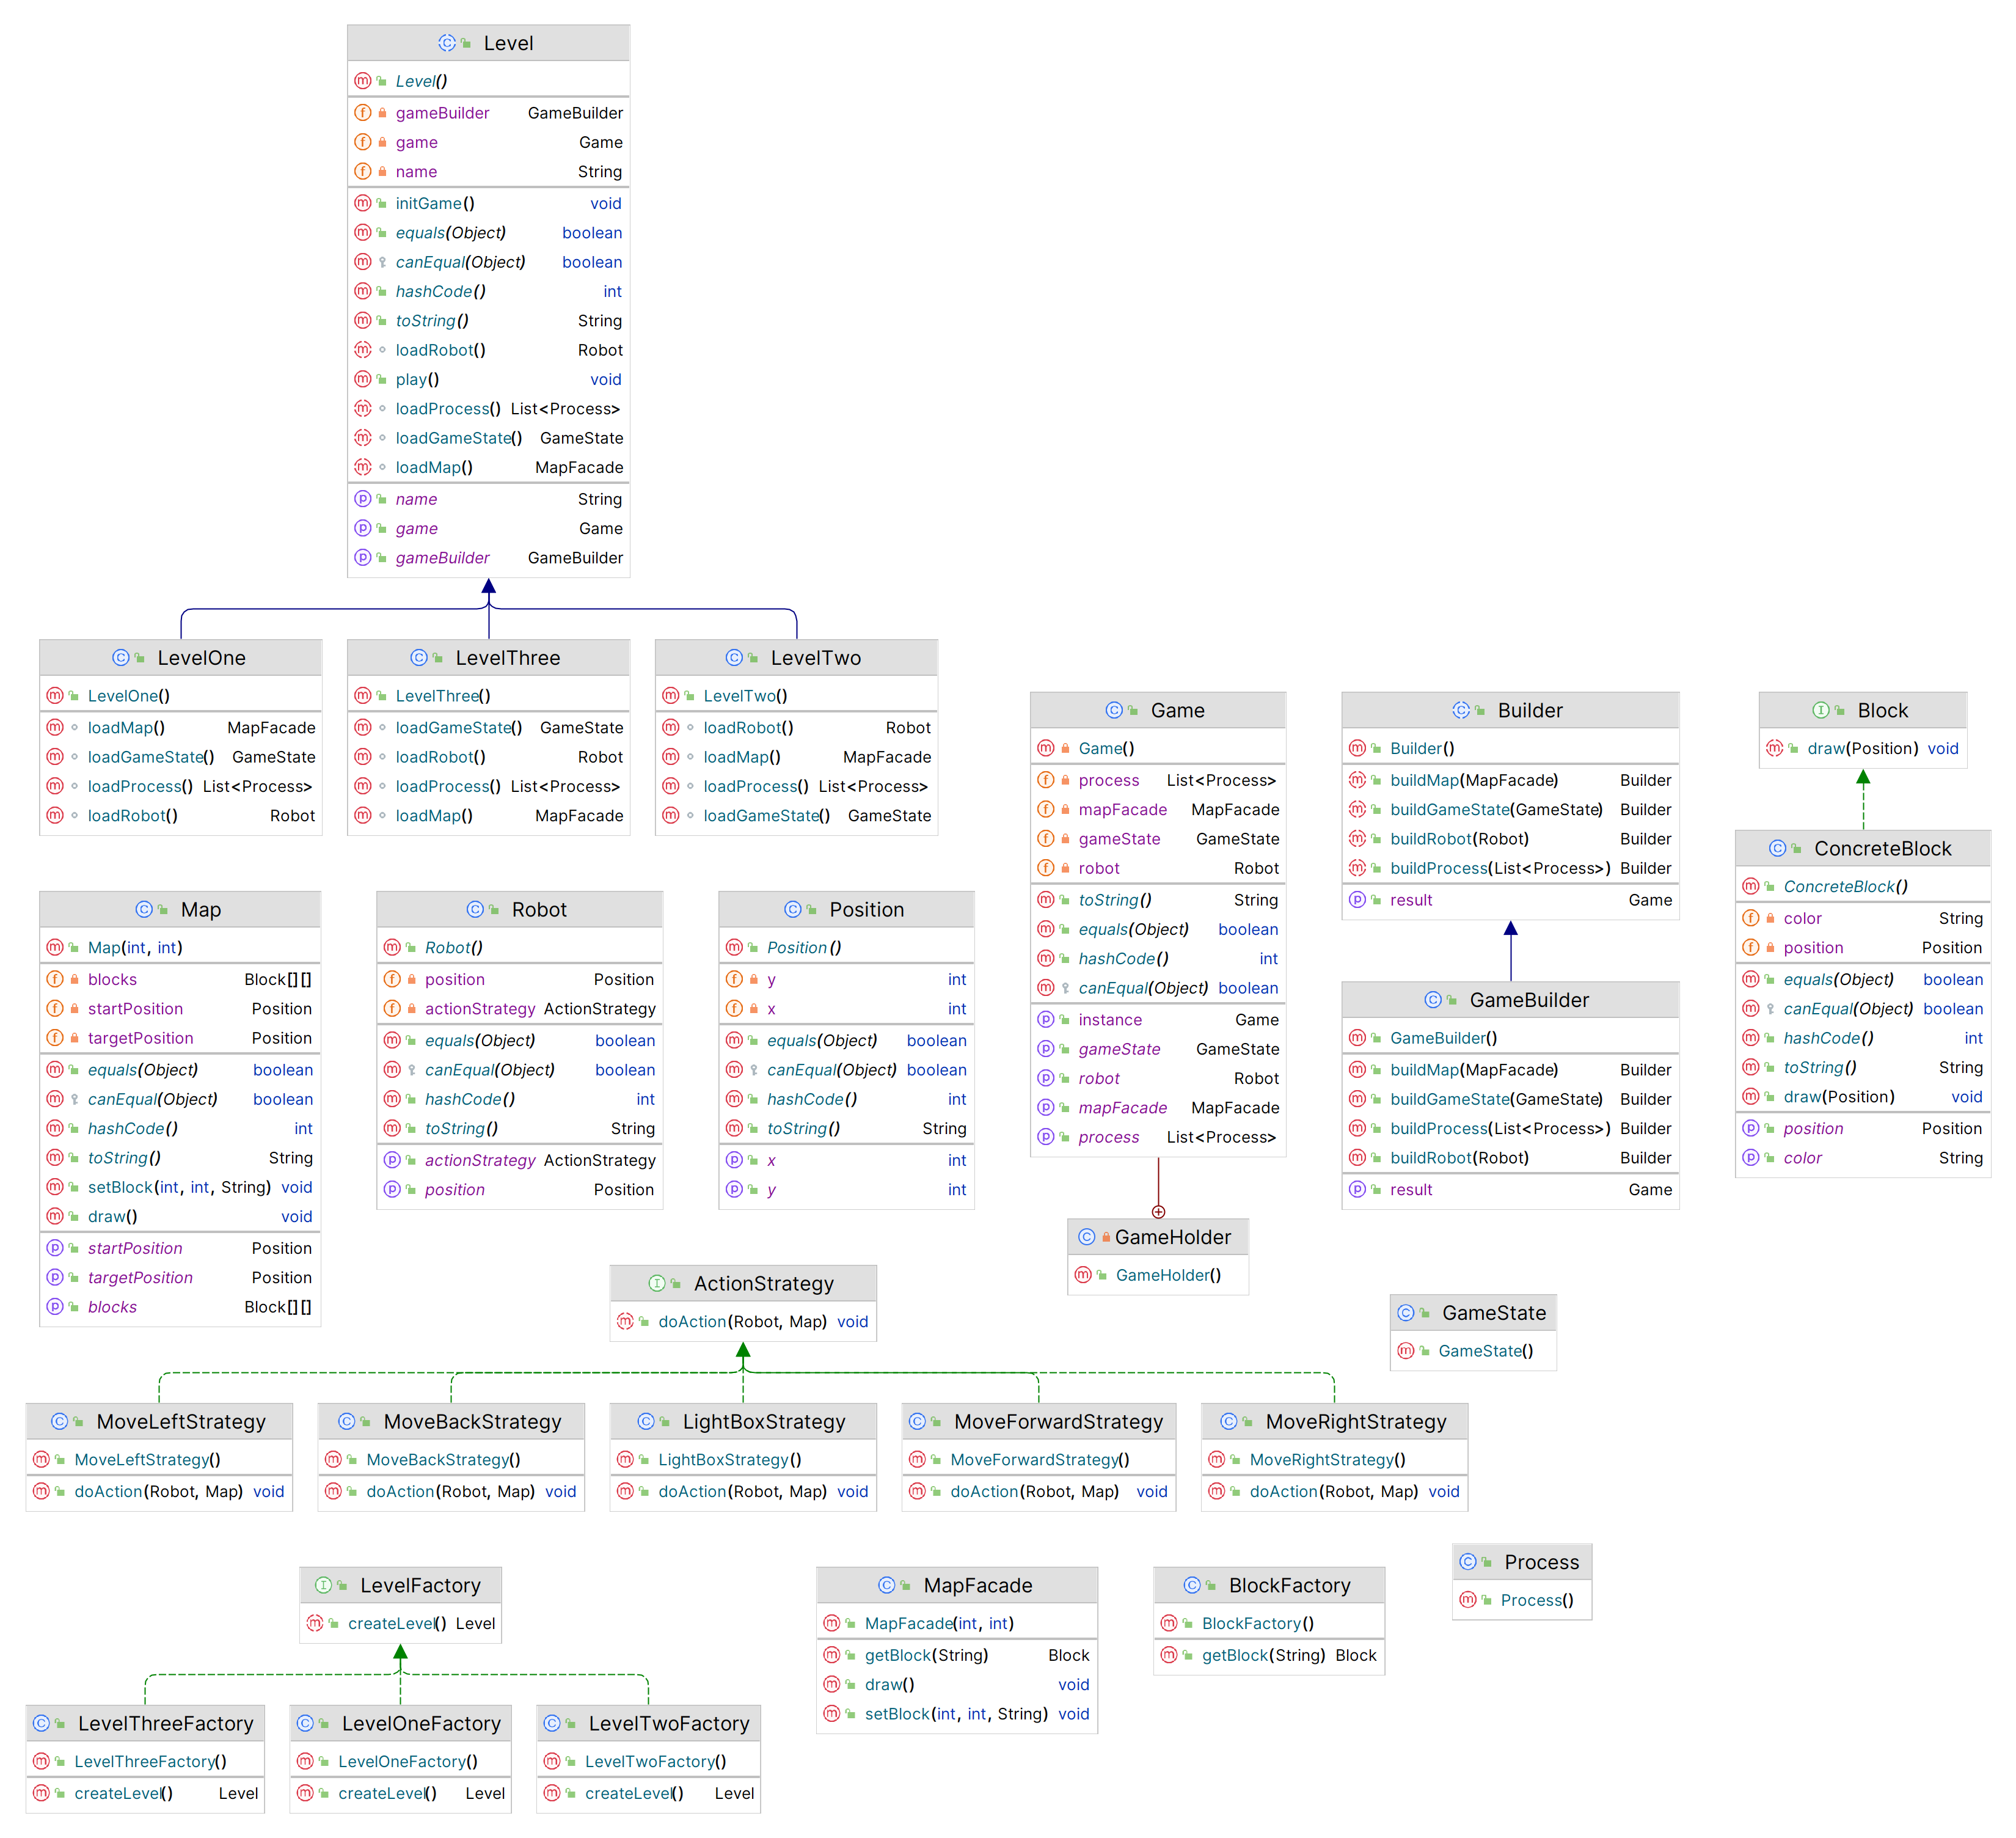 Level
Level()
gameBuilder GameBuilder
game Game
name String
initGame() void
equals(Object) boolean
canEqual(Object) boolean
hashCode() int
toString() String
loadRobot() Robot
play() void
loadProcess() List<Process>
loadGameState() GameState
loadMap() MapFacade
name String
game Game
gameBuilder GameBuilder
LevelOne
LevelOne()
loadMap() MapFacade
loadGameState() GameState
loadProcess() List<Process>
loadRobot() Robot
LevelThree
LevelThree()
loadGameState() GameState
loadRobot() Robot
loadProcess() List<Process>
loadMap() MapFacade
LevelTwo
LevelTwo()
loadRobot() Robot
loadMap() MapFacade
loadProcess() List<Process>
loadGameState() GameState
Game
Game()
process List<Process>
mapFacade MapFacade
gameState GameState
robot Robot
toString() String
equals(Object) boolean
hashCode() int
canEqual(Object) boolean
instance Game
gameState GameState
robot Robot
mapFacade MapFacade
process List<Process>
Builder
Builder()
buildMap(MapFacade) Builder
buildGameState(GameState) Builder
buildRobot(Robot) Builder
buildProcess(List<Process>) Builder
result Game
Block
draw(Position) void
ConcreteBlock
ConcreteBlock()
color String
position Position
equals(Object) boolean
canEqual(Object) boolean
hashCode() int
toString() String
draw(Position) void
position Position
color String
Map
Map(int, int)
blocks Block[][]
startPosition Position
targetPosition Position
equals(Object) boolean
canEqual(Object) boolean
hashCode() int
toString() String
setBlock(int, int, String) void
draw() void
startPosition Position
targetPosition Position
blocks Block[][]
Robot
Robot()
position Position
actionStrategy ActionStrategy
equals(Object) boolean
canEqual(Object) boolean
hashCode() int
toString() String
actionStrategy ActionStrategy
position Position
Position
Position()
y int
x int
equals(Object) boolean
canEqual(Object) boolean
hashCode() int
toString() String
x int
y int
GameBuilder
GameBuilder()
buildMap(MapFacade) Builder
buildGameState(GameState) Builder
buildProcess(List<Process>) Builder
buildRobot(Robot) Builder
result Game
GameHolder
GameHolder()
ActionStrategy
doAction(Robot, Map) void
GameState
GameState()
MoveLeftStrategy
MoveLeftStrategy()
doAction(Robot, Map) void
MoveBackStrategy
MoveBackStrategy()
doAction(Robot, Map) void
LightBoxStrategy
LightBoxStrategy()
doAction(Robot, Map) void
MoveForwardStrategy
MoveForwardStrategy()
doAction(Robot, Map) void
MoveRightStrategy
MoveRightStrategy()
doAction(Robot, Map) void
LevelFactory
createLevel() Level
MapFacade
MapFacade(int, int)
getBlock(String) Block
draw() void
setBlock(int, int, String) void
BlockFactory
BlockFactory()
getBlock(String) Block
Process
Process()
LevelThreeFactory
LevelThreeFactory()
createLevel() Level
LevelOneFactory
LevelOneFactory()
createLevel() Level
LevelTwoFactory
LevelTwoFactory()
createLevel() Level